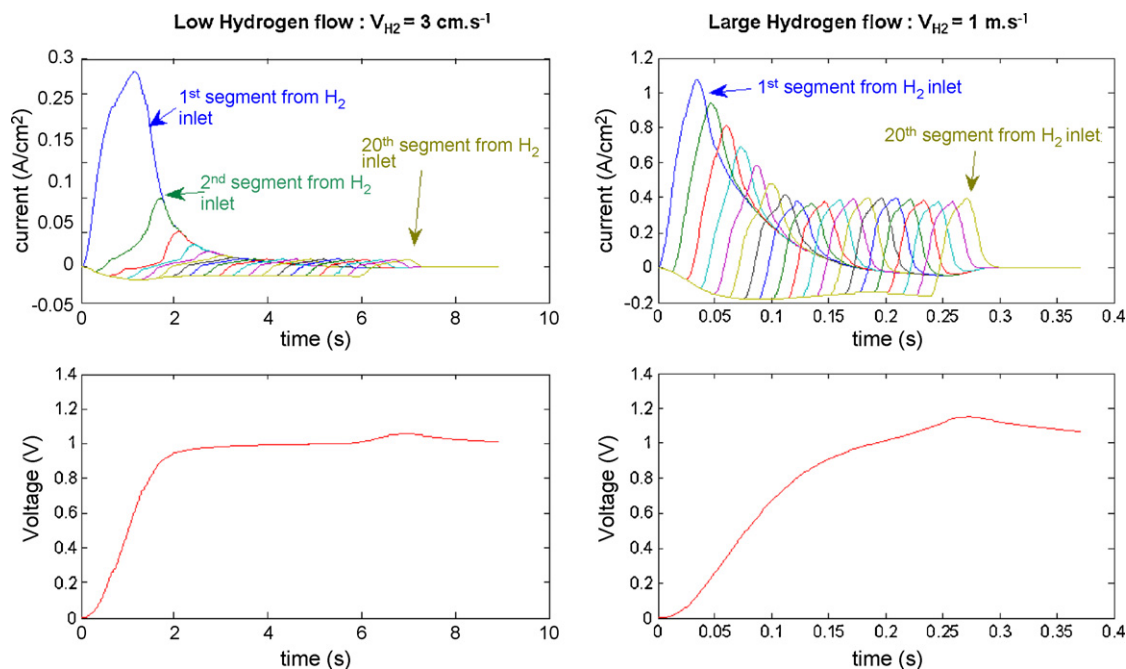 Low Hydrogen flow : V_H2 = 3 cm.s⁻¹
0.3
0.25
0.15
0.1
0.05
0
-0.05
current (A/cm²)
1ˢᵗ segment from H₂
inlet
2ⁿᵈ segment from H₂
inlet
20ᵗʰ segment from H₂
inlet
0 2 4 6 8 10
time (s)
Large Hydrogen flow : V_H2 = 1 m.s⁻¹
1.2
1
0.8
0.6
0.4
0.2
0
-0.2
current (A/cm²)
1ˢᵗ segment from H₂ inlet
20ᵗʰ segment from H₂ inlet
0 0.05 0.1 0.15 0.2 0.25 0.3 0.35 0.4
time (s)
1.4
1.2
1
0.8
0.6
0.4
0.2
0
Voltage (V)
0 2 4 6 8 10
time (s)
1.4
1.2
1
0.8
0.6
0.4
0.2
0
Voltage (V)
0 0.05 0.1 0.15 0.2 0.25 0.3 0.35 0.4
time (s)